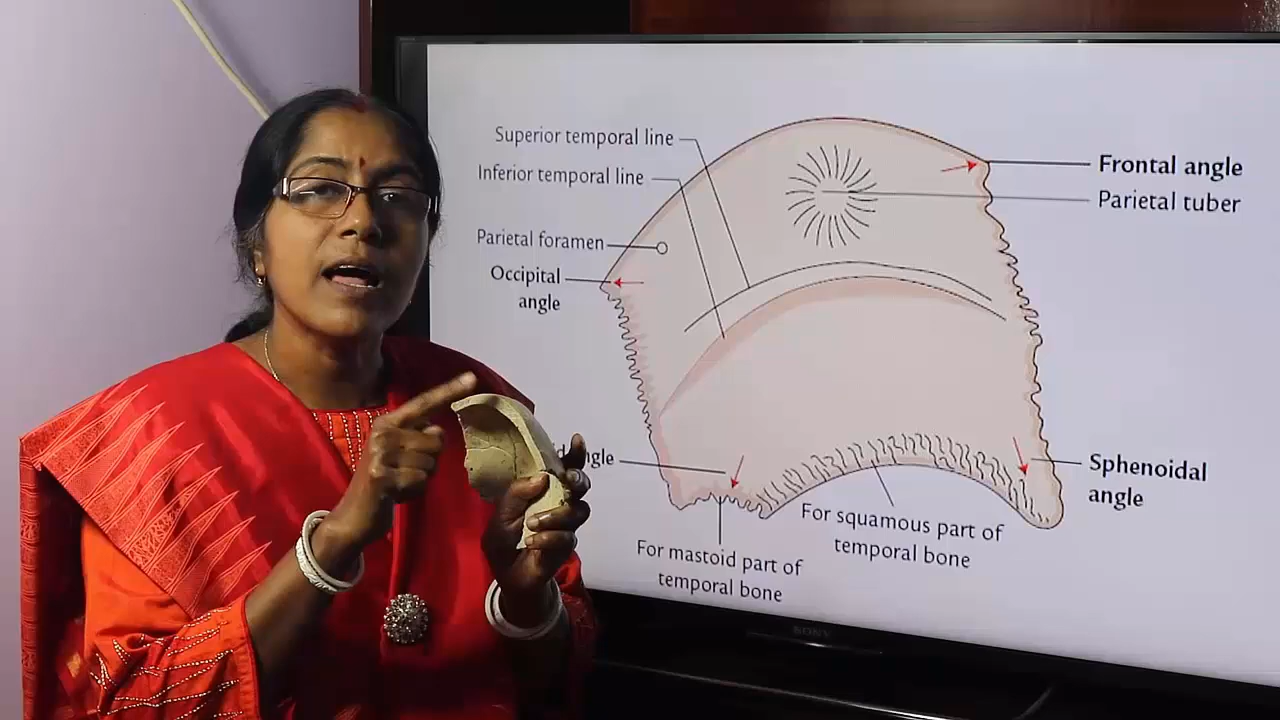 Superior temporal line
Inferior temporal line
Parietal foramen
Occipital
angle
Frontal angle
Parietal tuber
angle
Sphenoidal
angle
For squamous part of
temporal bone
For mastoid part of
temporal bone
SONY